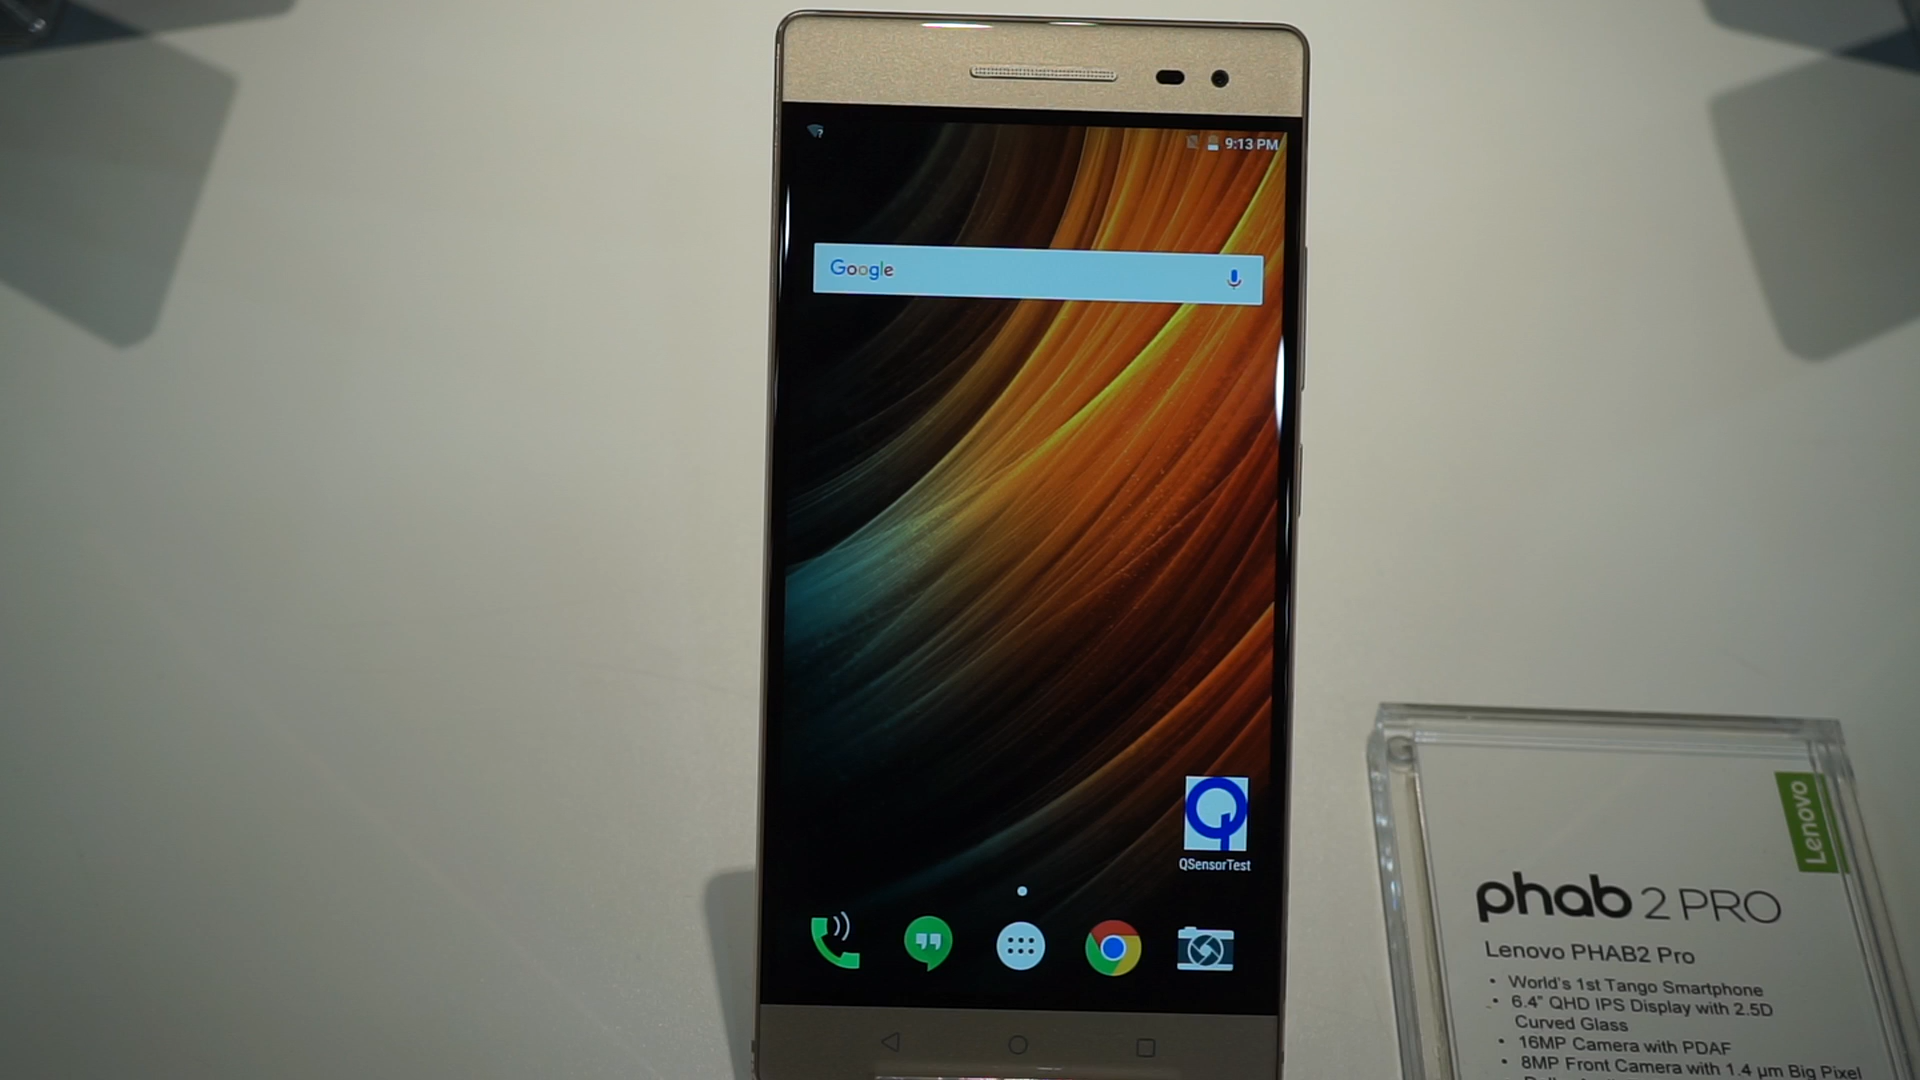 9:13 PM
Google
QSensorTest
Lenovo
phab 2 PRO
Lenovo PHAB2 Pro
• World's 1st Tango Smartphone
• 6.4" QHD IPS Display with 2.5D
Curved Glass
• 16MP Camera with PDAF
• 8MP Front Camera with 1.4 μm Big Pixel